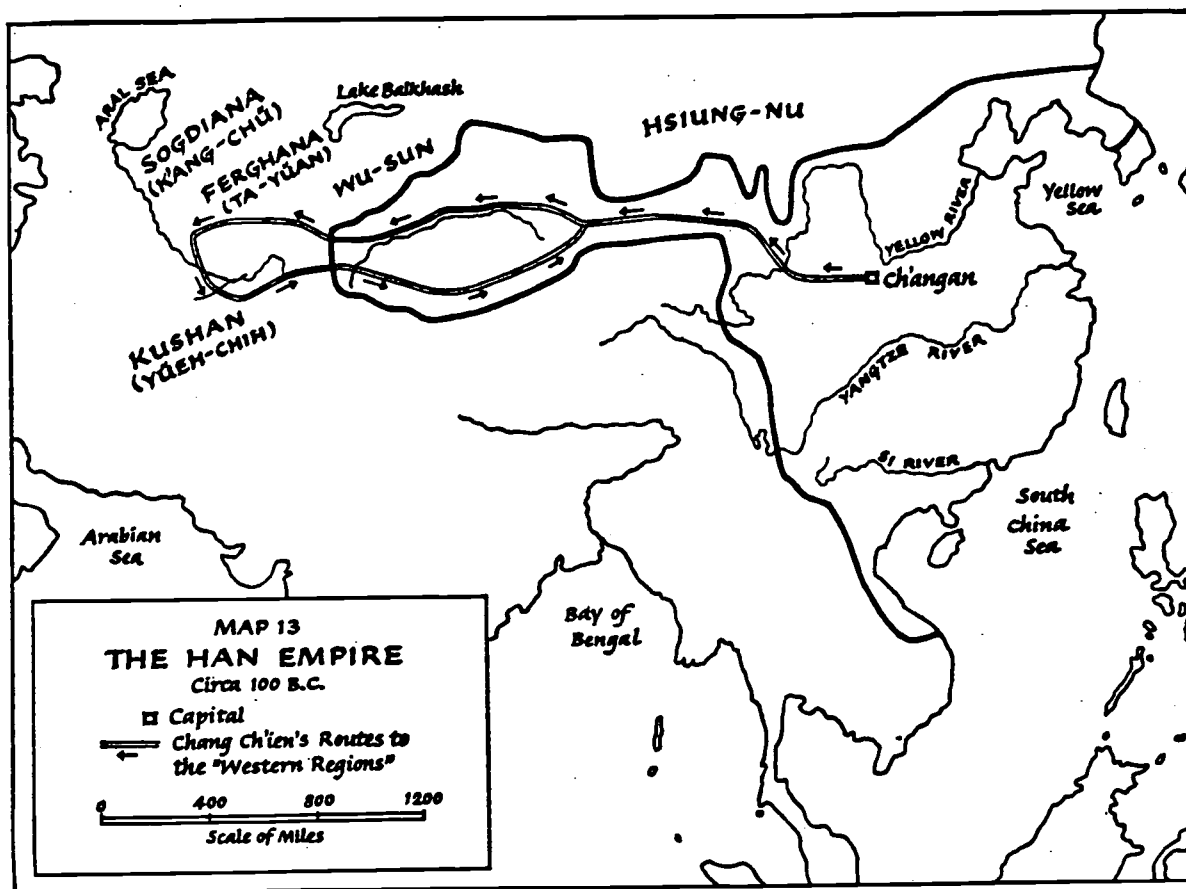 ARAL SEA
SOGDIANA
(K'ANG-CHÜ)
FERGHANA
(TA-YÜAN)
Lake Balkhash
WU-SUN
HSIUNG-NU
YELLOW RIVER
Yellow
Sea
Ch'angan
KUSHAN
(YÜEH-CHIH)
YANGTZE RIVER
SI RIVER
South
China
Sea
Arabian
Sea
Bay of
Bengal
MAP 13
THE HAN EMPIRE
Circa 100 B.C.
Capital
Chang Ch'ien's Routes to
the "Western Regions"
0 400 800 1200
Scale of Miles